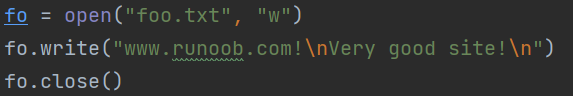 fo = open("foo.txt", "w")
fo.write("www.runoob.com!\nVery good site!\n")
fo.close()